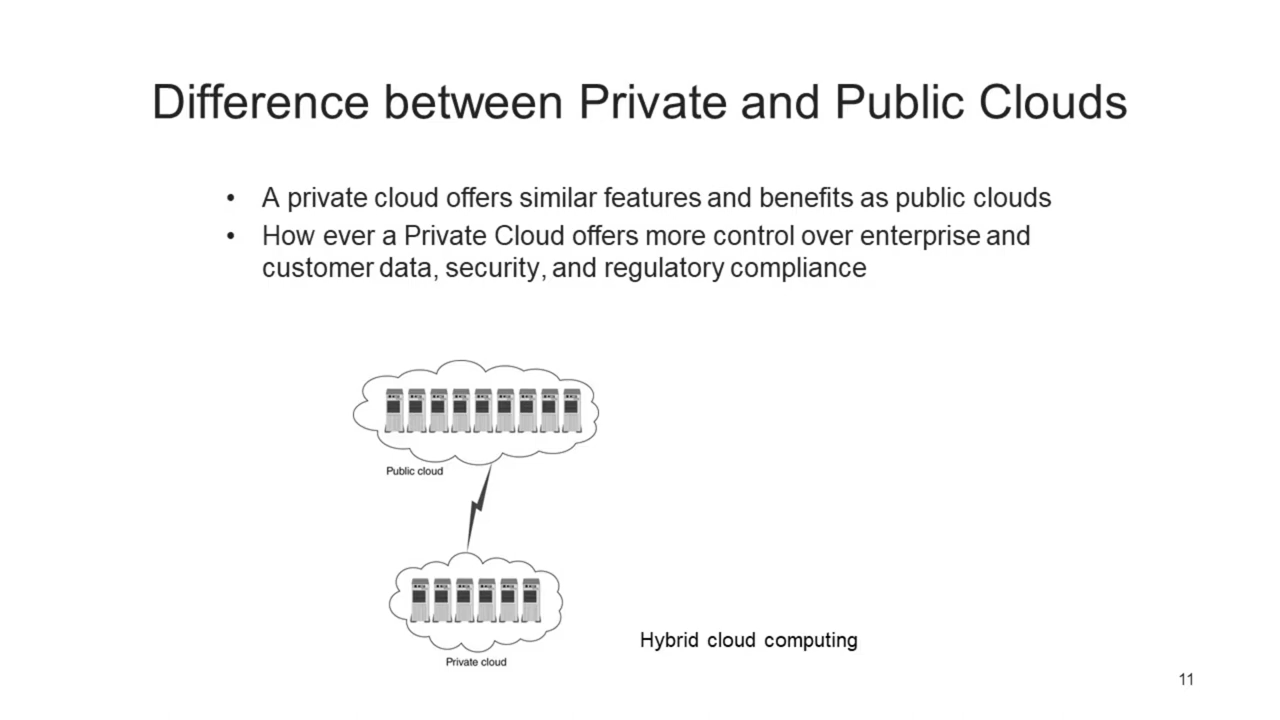 Difference between Private and Public Clouds
• A private cloud offers similar features and benefits as public clouds
• How ever a Private Cloud offers more control over enterprise and
customer data, security, and regulatory compliance
Public cloud
Private cloud
Hybrid cloud computing
11